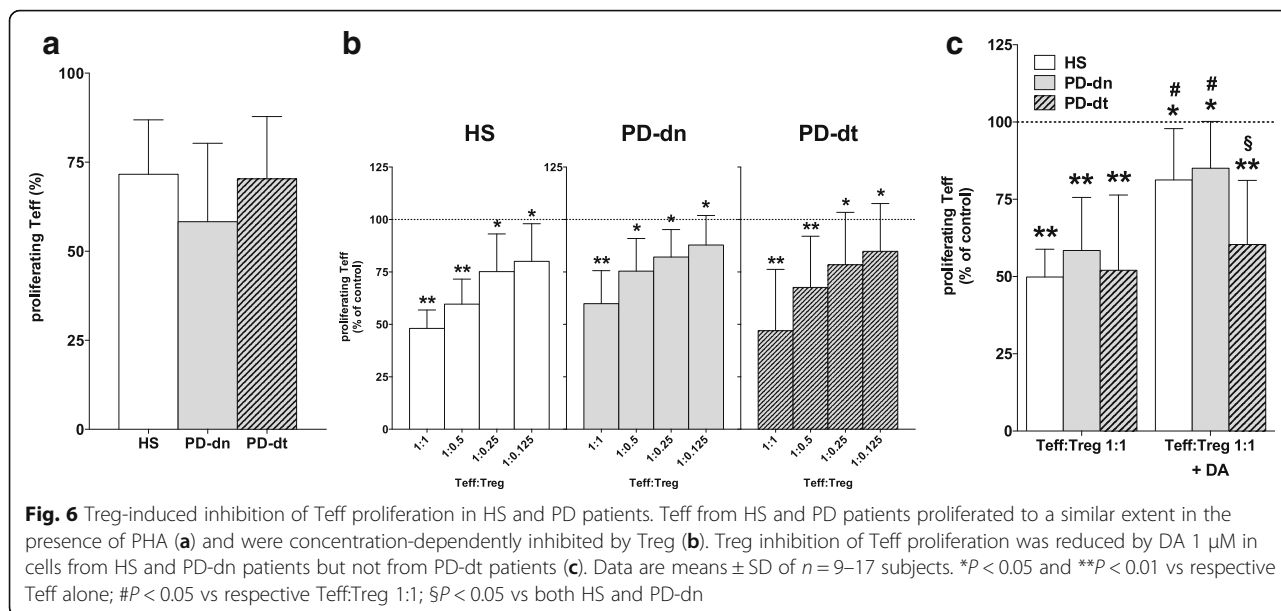 a
b
c
100
75
50
25
0
proliferating Teff (%)
HS
PD-dn
PD-dt
HS
PD-dn
PD-dt
125
100
75
50
25
0
proliferating Teff
(% of control)
125
100
75
50
25
0
** ** * *
** * * *
** ** * *
1:1 1:0.5 1:0.25 1:0.125
1:1 1:0.5 1:0.25 1:0.125
1:1 1:0.5 1:0.25 1:0.125
Teff:Treg
Teff:Treg
Teff:Treg
125
100
75
50
25
0
proliferating Teff
(% of control)
HS
PD-dn
PD-dt
# #
* *
§
**
** ** **
Teff:Treg 1:1
Teff:Treg 1:1
+ DA
Fig. 6 Treg-induced inhibition of Teff proliferation in HS and PD patients. Teff from HS and PD patients proliferated to a similar extent in the
presence of PHA (a) and were concentration-dependently inhibited by Treg (b). Treg inhibition of Teff proliferation was reduced by DA 1 μM in
cells from HS and PD-dn patients but not from PD-dt patients (c). Data are means ± SD of n = 9–17 subjects. *P < 0.05 and **P < 0.01 vs respective
Teff alone; #P < 0.05 vs respective Teff:Treg 1:1; §P < 0.05 vs both HS and PD-dn